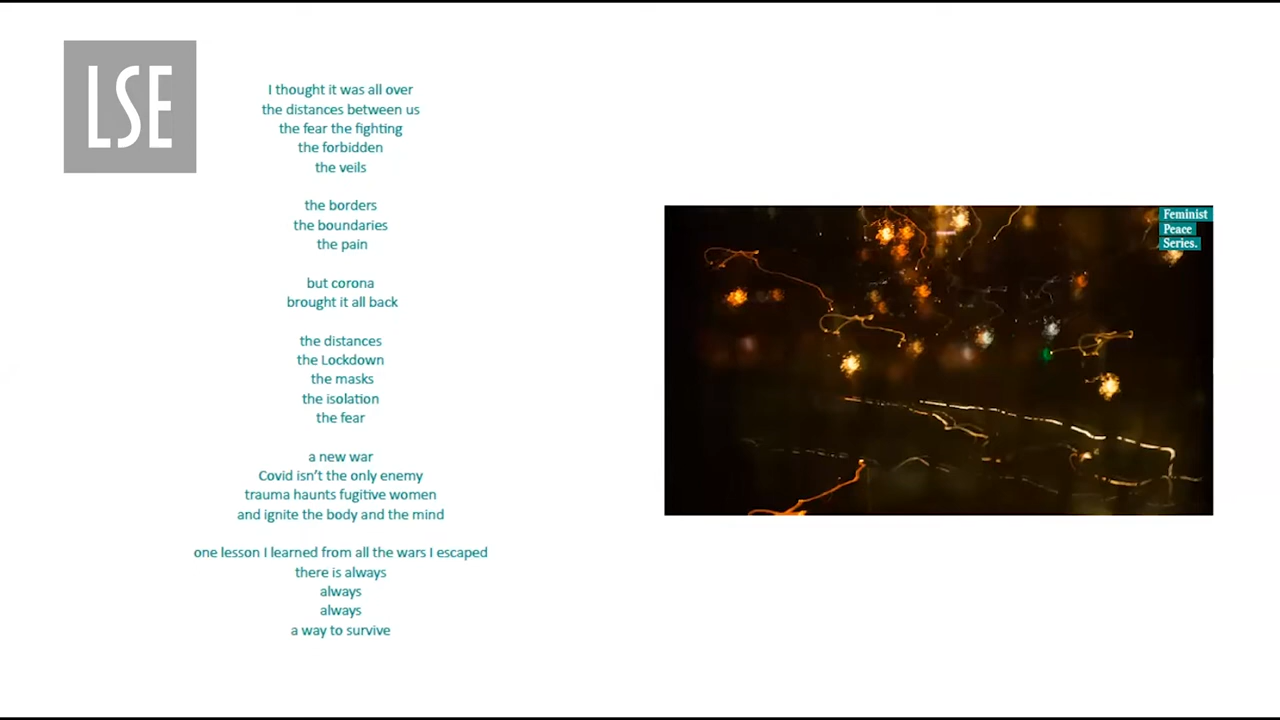 LSE
I thought it was all over
the distances between us
the fear the fighting
the forbidden
the veils
the borders
the boundaries
the pain
but corona
brought it all back
the distances
the Lockdown
the masks
the isolation
the fear
a new war
Covid isn't the only enemy
trauma haunts fugitive women
and ignite the body and the mind
one lesson I learned from all the wars I escaped
there is always
always
always
a way to survive
Feminist
Peace
Series.